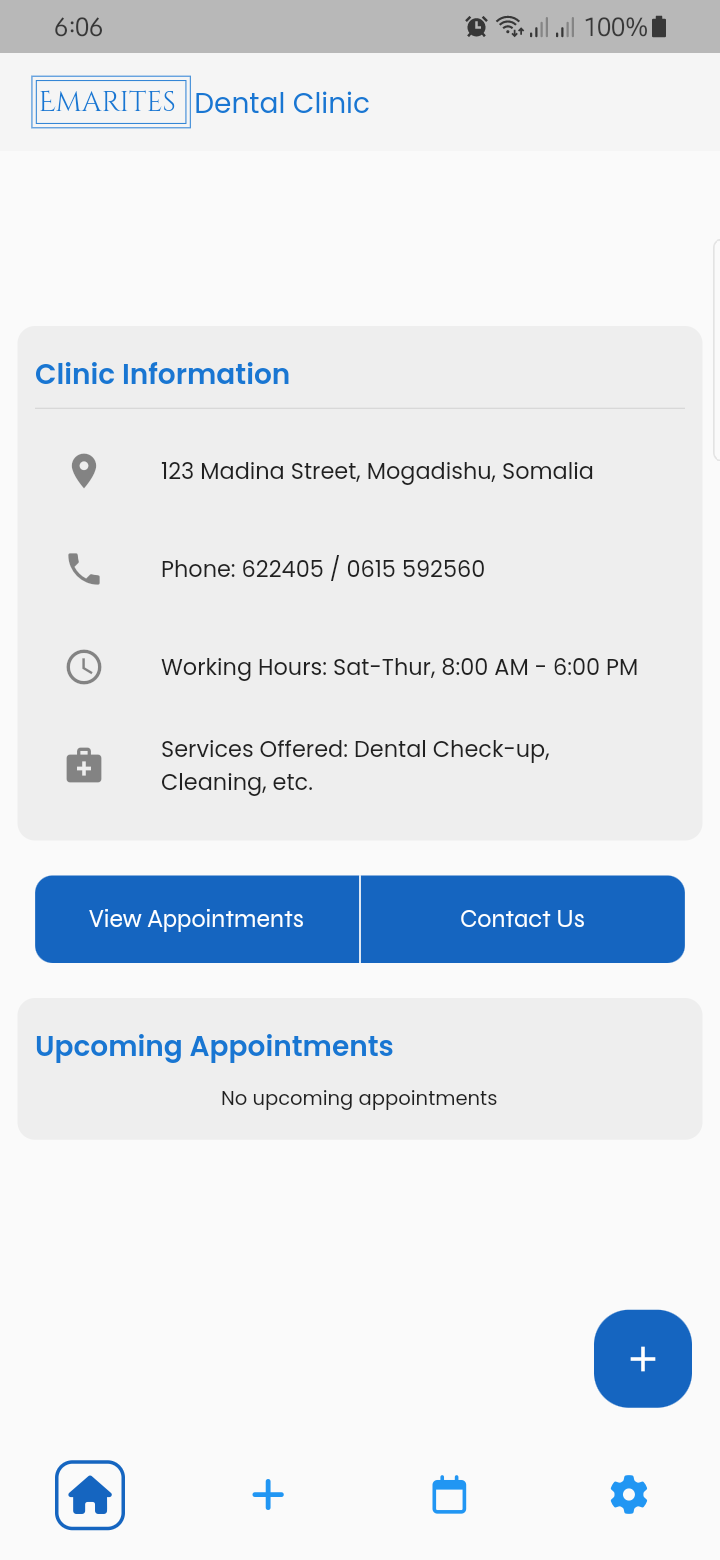 6:06 100%
EMARITES Dental Clinic
Clinic Information
123 Madina Street, Mogadishu, Somalia
Phone: 622405 / 0615 592560
Working Hours: Sat-Thur, 8:00 AM - 6:00 PM
Services Offered: Dental Check-up,
Cleaning, etc.
View Appointments Contact Us
Upcoming Appointments
No upcoming appointments